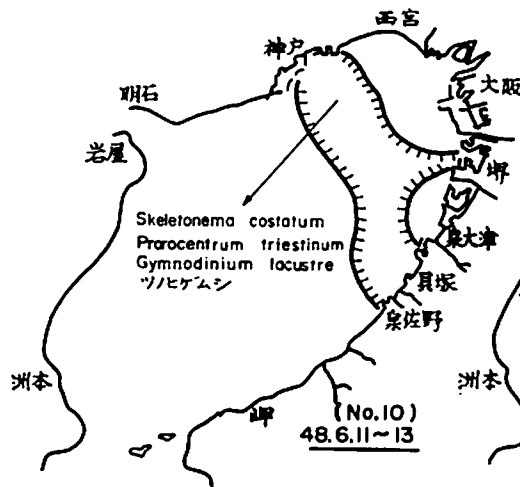 西宮
神戸
大阪
明石
岩屋
堺
Skeletonema costatum
Prorocentrum triestinum
Gymnodinium lacustre
ツノヒゲムシ
泉大津
貝塚
泉佐野
洲本
洲本
岬
(No.10)
48.6.11~13